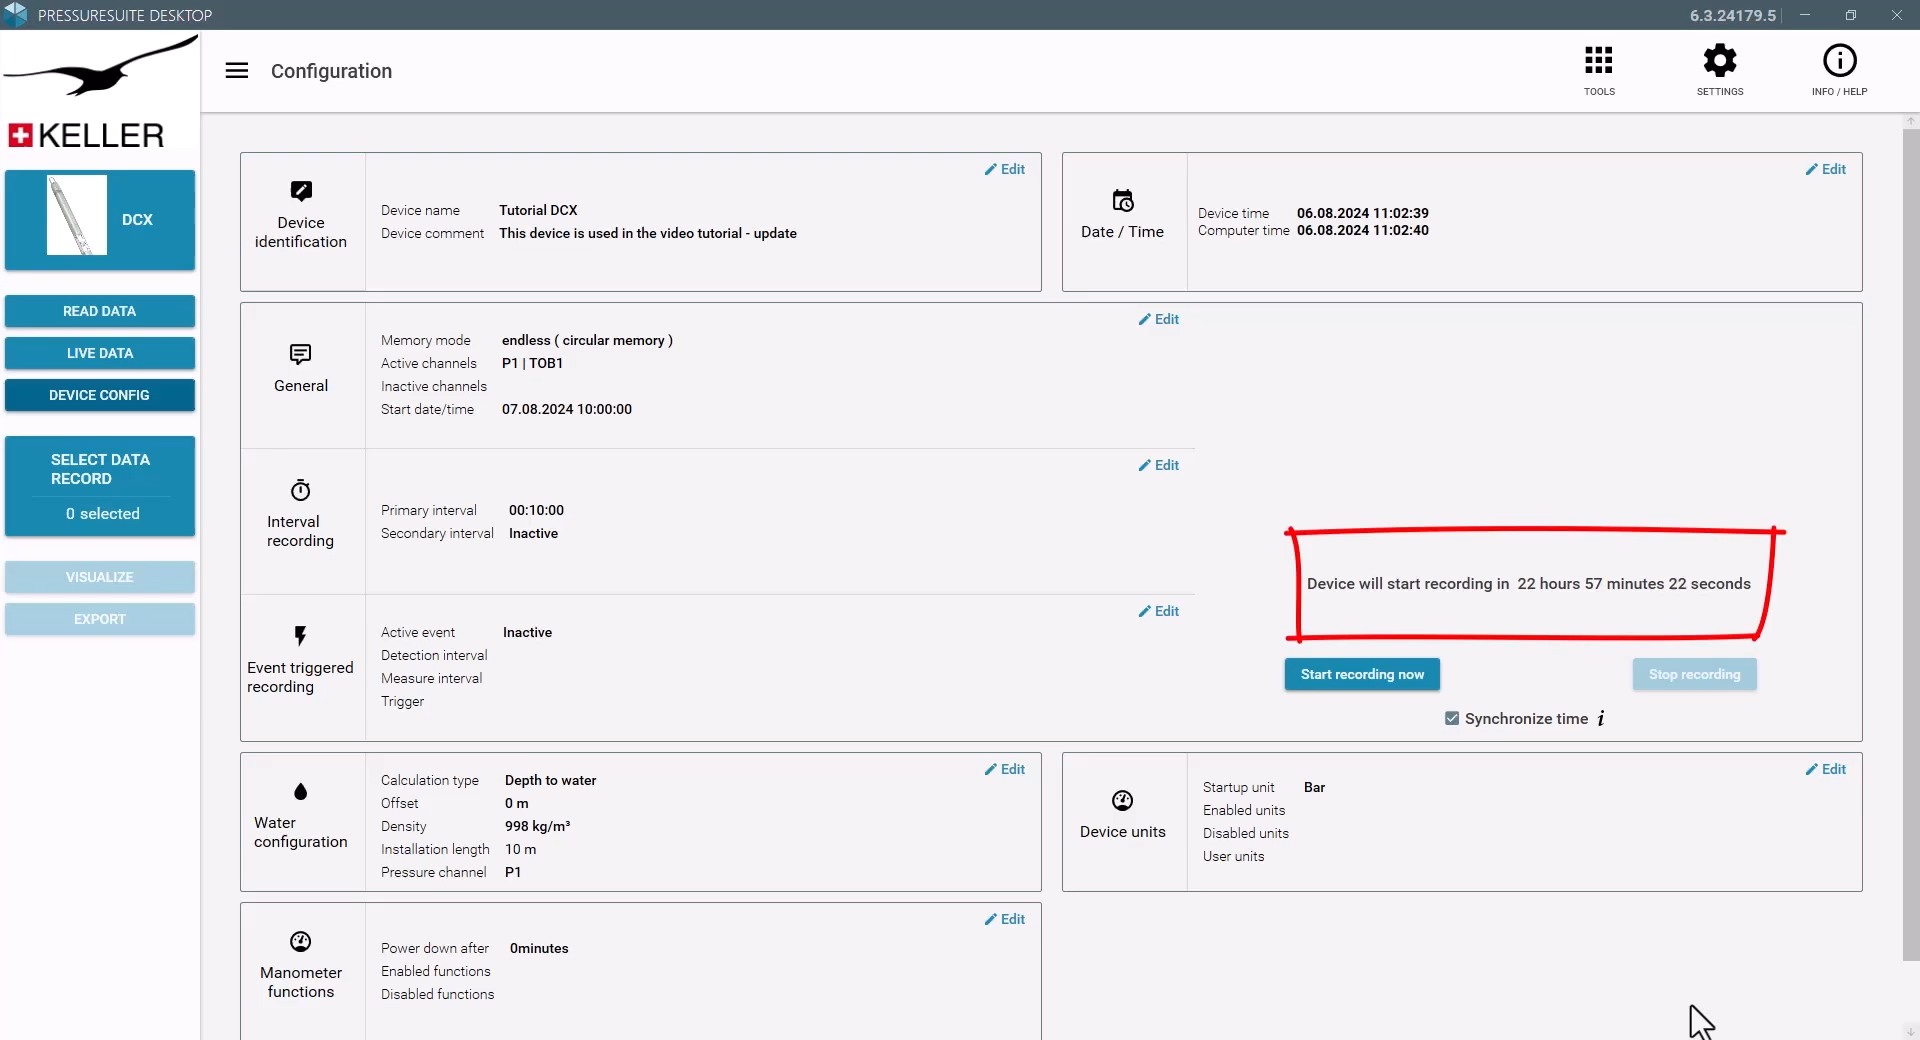 PRESSURESUITE DESKTOP
6.3.24179.5
KELLER
Configuration
TOOLS
SETTINGS
INFO / HELP
DCX
READ DATA
LIVE DATA
DEVICE CONFIG
SELECT DATA
RECORD
0 selected
VISUALIZE
EXPORT
Edit
Device
identification
Device name Tutorial DCX
Device comment This device is used in the video tutorial - update
Edit
Date / Time
Device time 06.08.2024 11:02:39
Computer time 06.08.2024 11:02:40
Edit
General
Memory mode endless ( circular memory )
Active channels P1 | TOB1
Inactive channels
Start date/time 07.08.2024 10:00:00
Edit
Interval
recording
Primary interval 00:10:00
Secondary interval Inactive
Edit
Event triggered
recording
Active event Inactive
Detection interval
Measure interval
Trigger
Device will start recording in 22 hours 57 minutes 22 seconds
Start recording now
Stop recording
Synchronize time i
Edit
Water
configuration
Calculation type Depth to water
Offset 0 m
Density 998 kg/m³
Installation length 10 m
Pressure channel P1
Edit
Device units
Startup unit Bar
Enabled units
Disabled units
User units
Edit
Manometer
functions
Power down after 0minutes
Enabled functions
Disabled functions